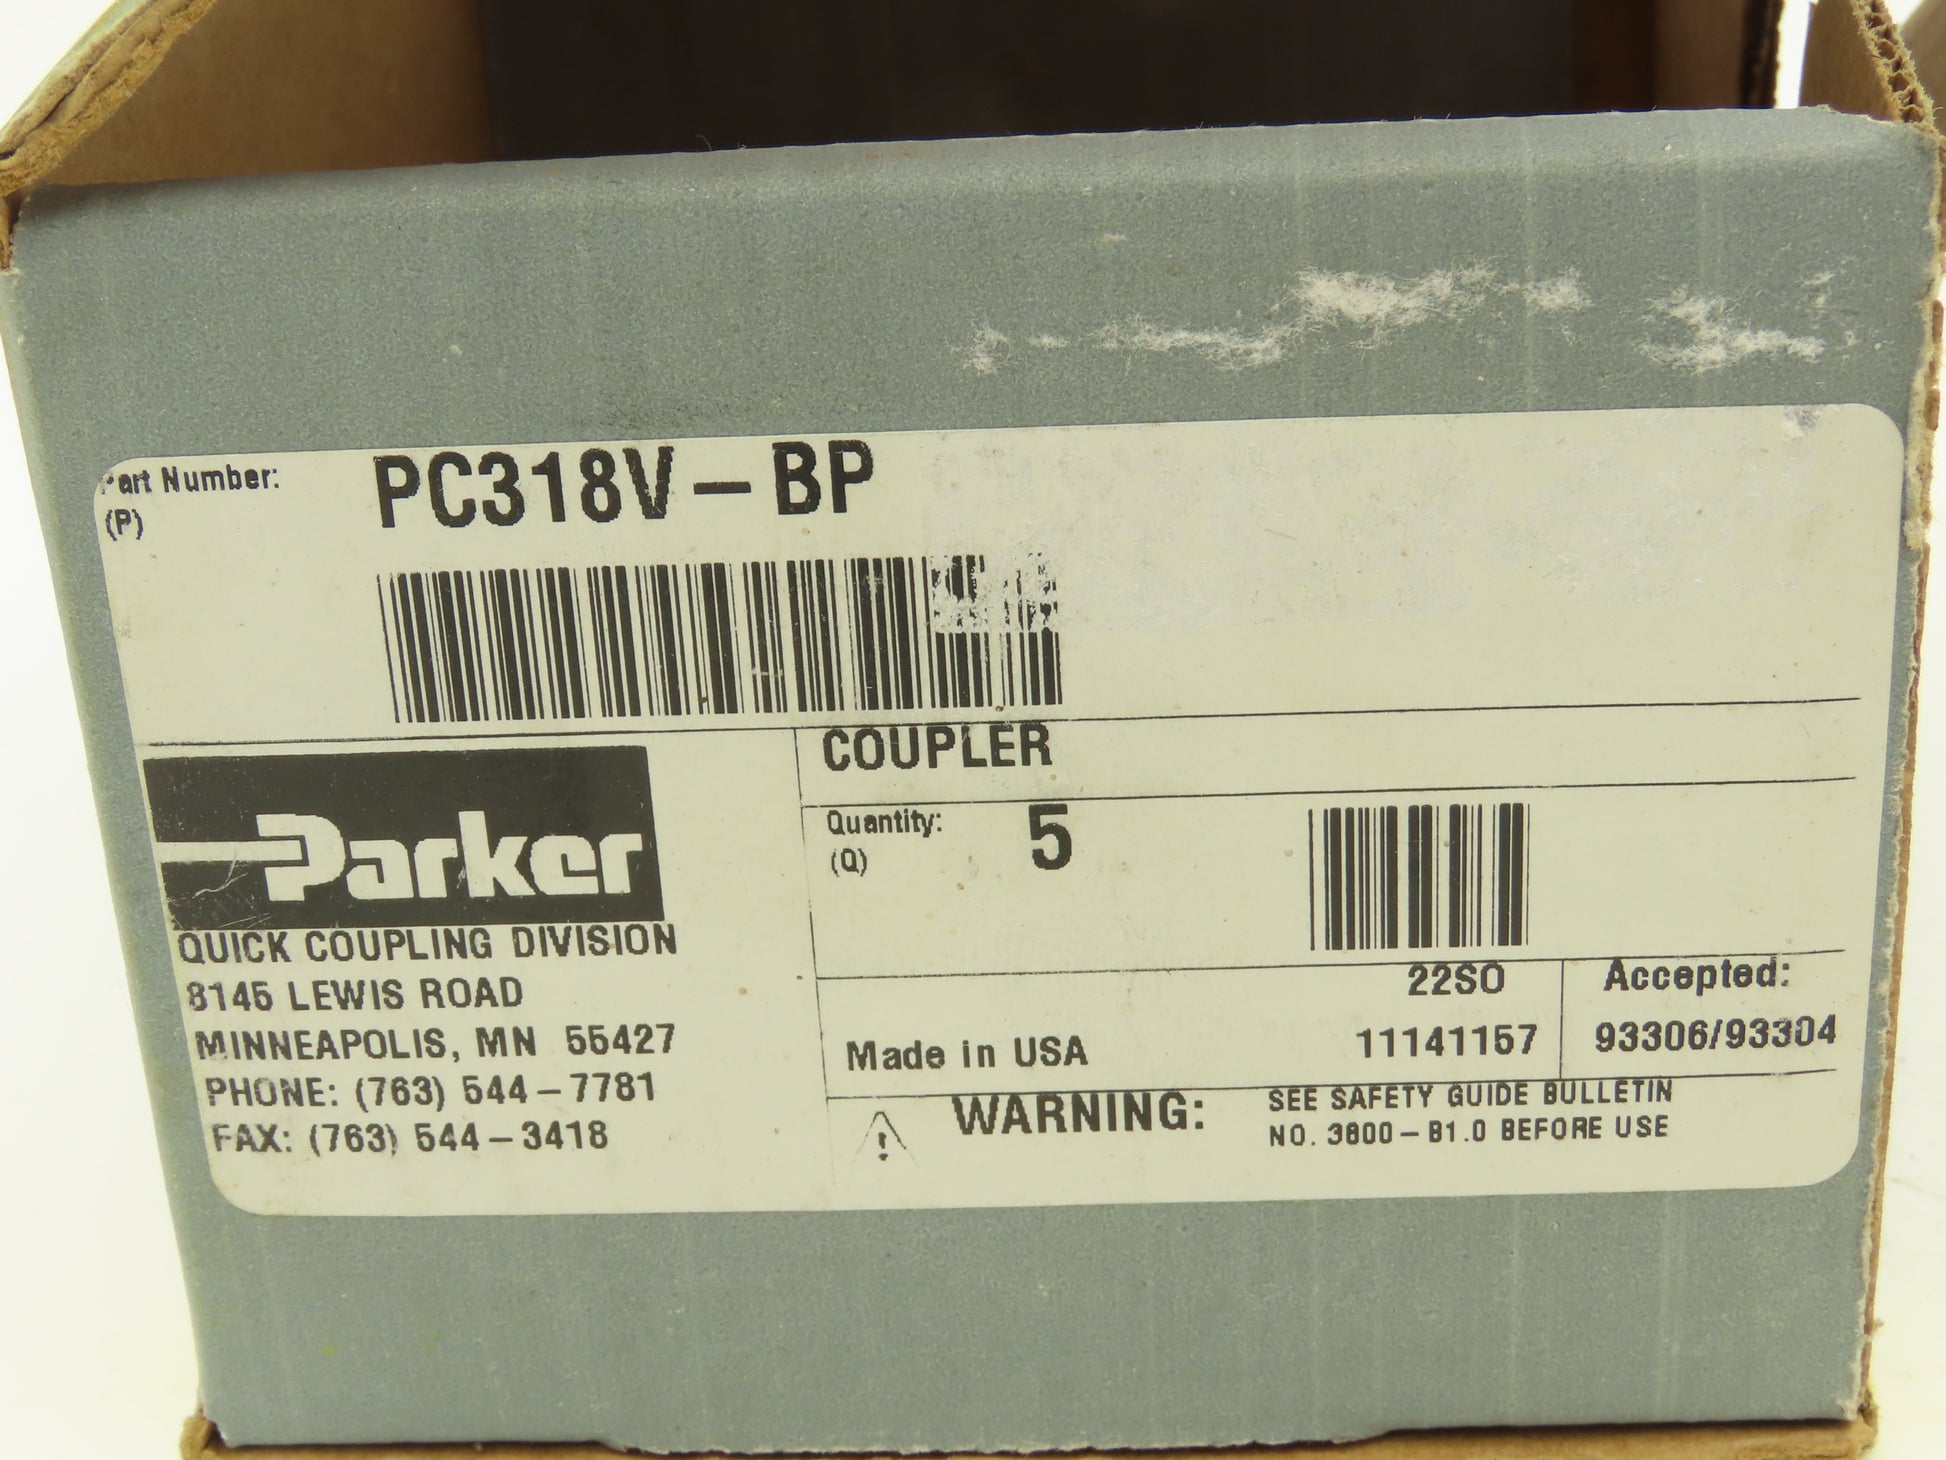 Part Number:
(P)
PC318V-BP
Parker
QUICK COUPLING DIVISION
8145 LEWIS ROAD
MINNEAPOLIS, MN 55427
PHONE: (763) 544-7781
FAX: (763) 544-3418
COUPLER
Quantity:
(Q)
5
22SO
11141157
Made in USA
Accepted:
93306/93304
! WARNING:
SEE SAFETY GUIDE BULLETIN
NO. 3800-B1.0 BEFORE USE